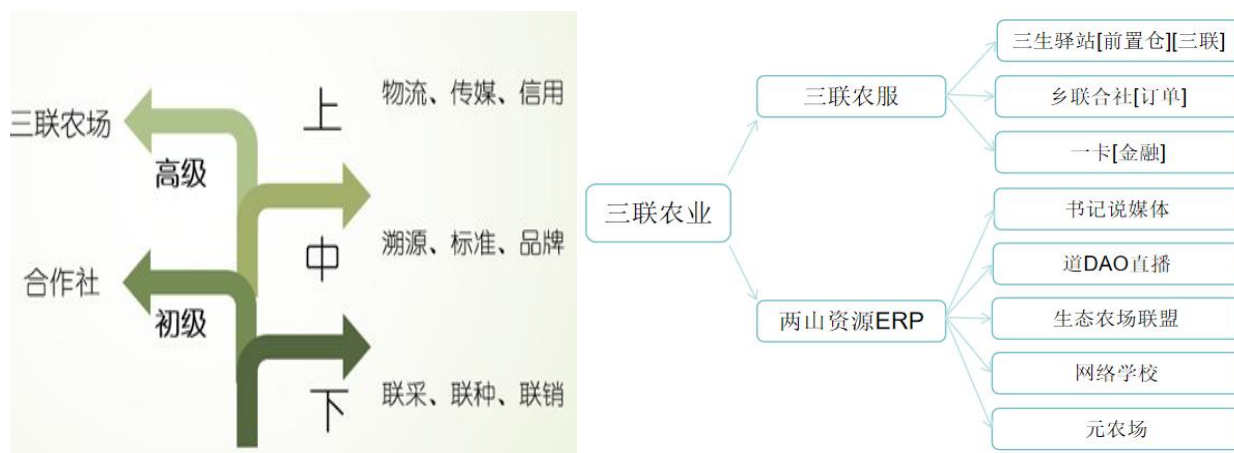 物流、传媒、信用
上
三联农场
高级
溯源、标准、品牌
中
合作社
初级
联采、联种、联销
下
三联农业
三联农服
三生驿站[前置仓][三联]
乡联合社[订单]
一卡[金融]
两山资源ERP
书记说媒体
道DAO直播
生态农场联盟
网络学校
元农场